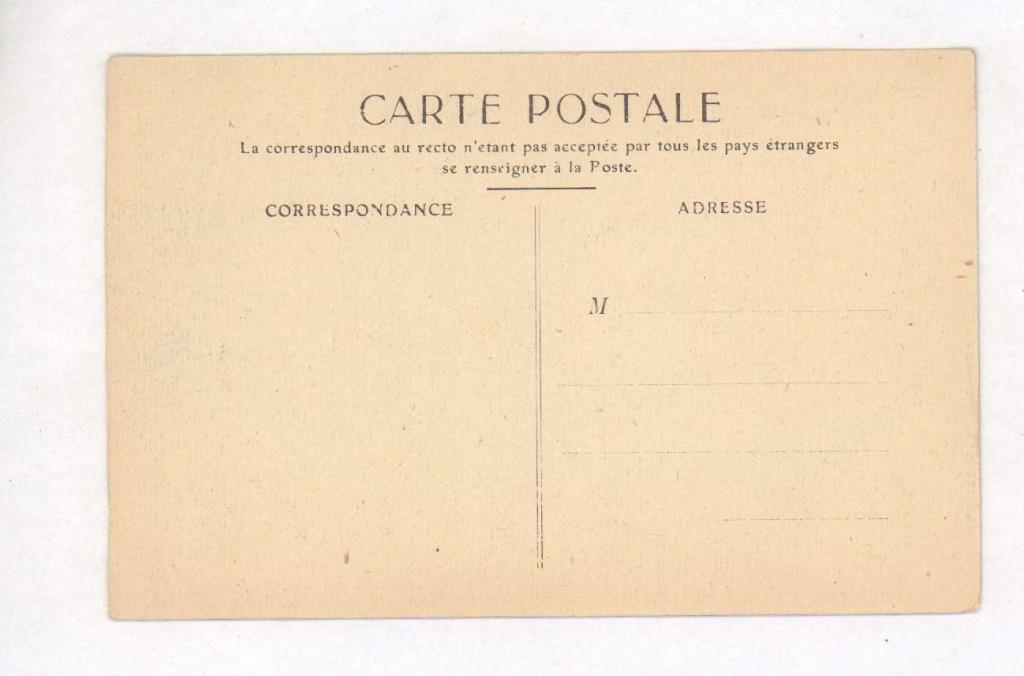 CARTE POSTALE
La correspondance au recto n'etant pas acceptée par tous les pays étrangers
se renseigner à la Poste.
CORRESPONDANCE
ADRESSE
M